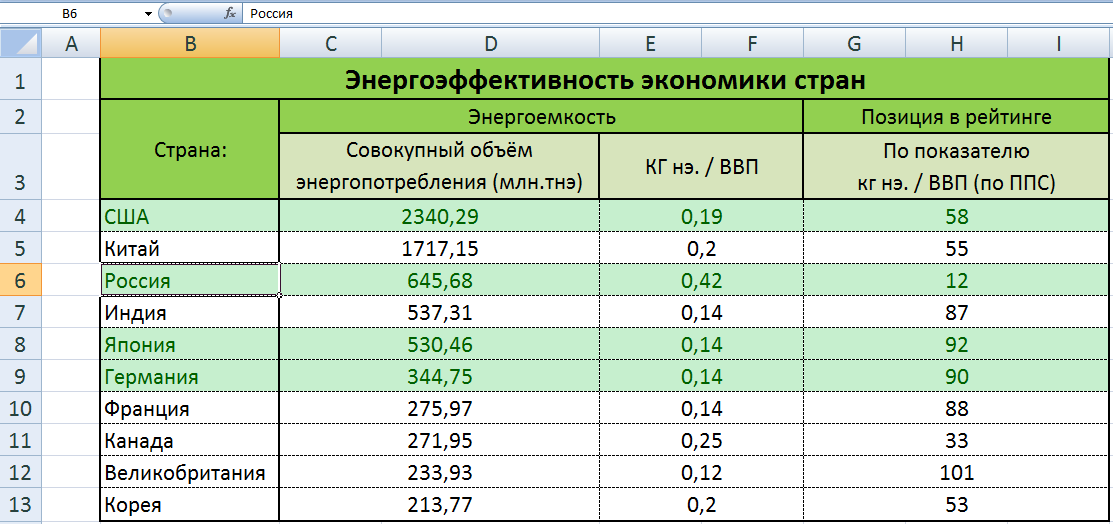 B6 fx Россия
A B C D E F G H I
1 Энергоэффективность экономики стран
2 Энергоемкость Позиция в рейтинге
Страна:
Совокупный объём
энергопотребления (млн.тнэ)
КГ нэ. / ВВП
По показателю
3 кг нэ. / ВВП (по ППС)
4 США 2340,29 0,19 58
5 Китай 1717,15 0,2 55
6 Россия 645,68 0,42 12
7 Индия 537,31 0,14 87
8 Япония 530,46 0,14 92
9 Германия 344,75 0,14 90
10 Франция 275,97 0,14 88
11 Канада 271,95 0,25 33
12 Великобритания 233,93 0,12 101
13 Корея 213,77 0,2 53